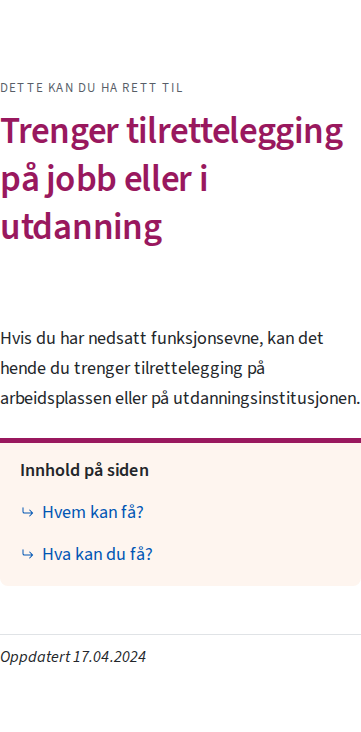 DETTE KAN DU HA RETT TIL
Trenger tilrettelegging
på jobb eller i
utdanning
Hvis du har nedsatt funksjonsevne, kan det
hende du trenger tilrettelegging på
arbeidsplassen eller på utdanningsinstitusjonen.
Innhold på siden
Hvem kan få?
Hva kan du få?
Oppdatert 17.04.2024